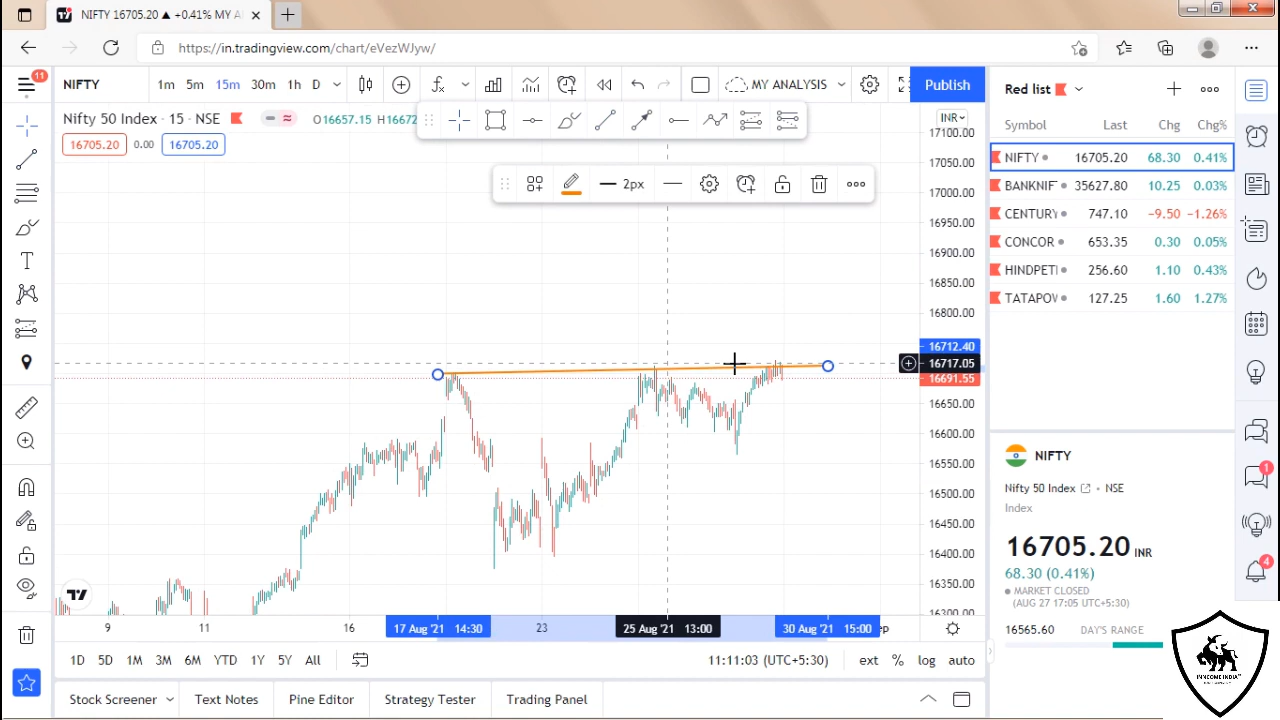 NIFTY 16705.20 ▲ +0.41% MY A
https://in.tradingview.com/chart/eVezWJyw/
11
NIFTY
1m 5m 15m 30m 1h D
MY ANALYSIS
Publish
Nifty 50 Index · 15 · NSE
O16657.15 H16672
16705.20 0.00 16705.20
2px
INR
17100.00
17050.00
17000.00
16950.00
16900.00
16850.00
16800.00
16712.40
16717.05
16691.55
16650.00
16600.00
16550.00
16500.00
16450.00
16400.00
16350.00
16300.00
9 11 16 17 Aug '21 14:30 23 25 Aug '21 13:00 30 Aug '21 15:00 ep
1D 5D 1M 3M 6M YTD 1Y 5Y All
11:11:03 (UTC+5:30) ext % log auto
Stock Screener Text Notes Pine Editor Strategy Tester Trading Panel
Red list
Symbol Last Chg Chg%
NIFTY 16705.20 68.30 0.41%
BANKNIF 35627.80 10.25 0.03%
CENTURY 747.10 −9.50 −1.26%
CONCOR 653.35 0.30 0.05%
HINDPETI 256.60 1.10 0.43%
TATAPOV 127.25 1.60 1.27%
NIFTY
Nifty 50 Index · NSE
Index
16705.20 INR
68.30 (0.41%)
MARKET CLOSED
(AUG 27 17:05 UTC+5:30)
16565.60 DAY'S RANGE
1
4
INNCOME INDIA